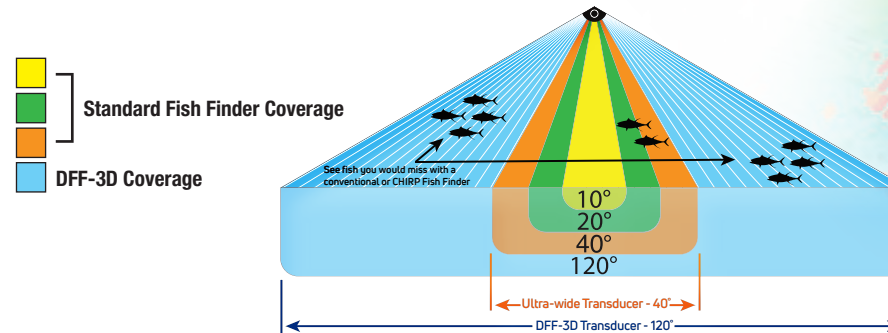 Standard Fish Finder Coverage
DFF-3D Coverage
See fish you would miss with a
conventional or CHIRP Fish Finder
10°
20°
40°
120°
Ultra-wide Transducer - 40°
DFF-3D Transducer - 120°